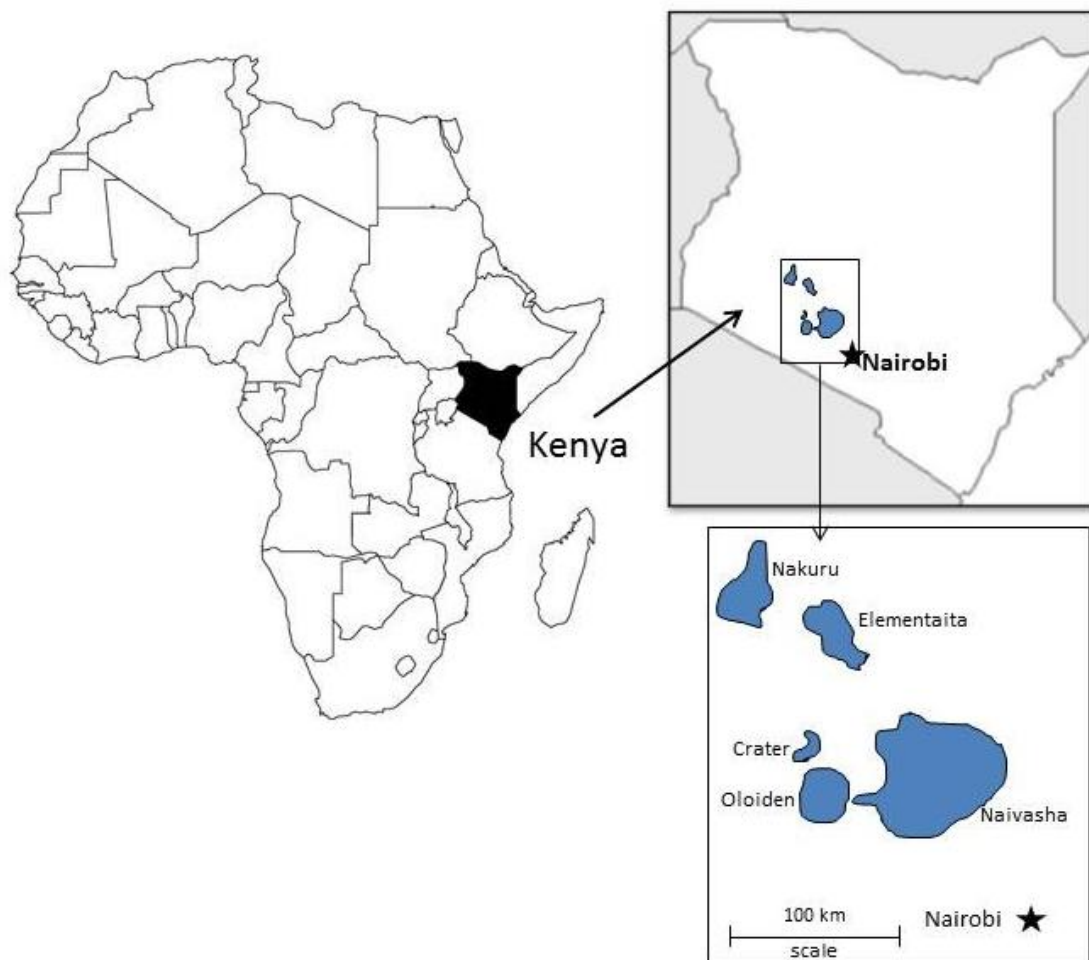 Kenya
Nairobi
Nakuru
Elementaita
Crater
Oloiden
Naivasha
100 km
scale
Nairobi